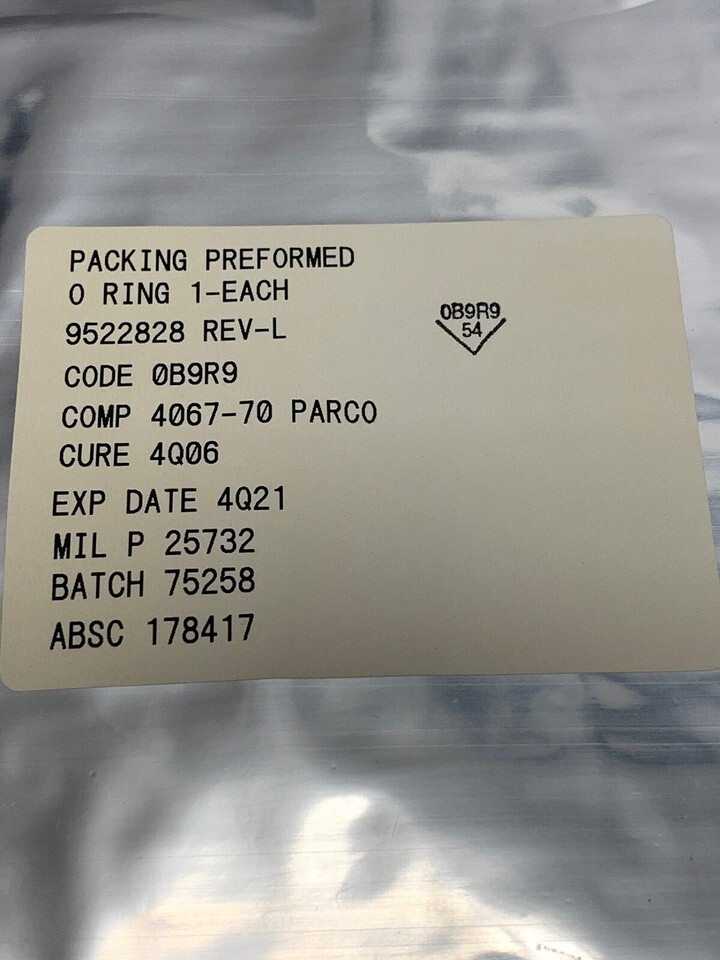 PACKING PREFORMED
O RING 1-EACH
9522828 REV-L
0B9R9
54
CODE 0B9R9
COMP 4067-70 PARCO
CURE 4Q06
EXP DATE 4Q21
MIL P 25732
BATCH 75258
ABSC 178417